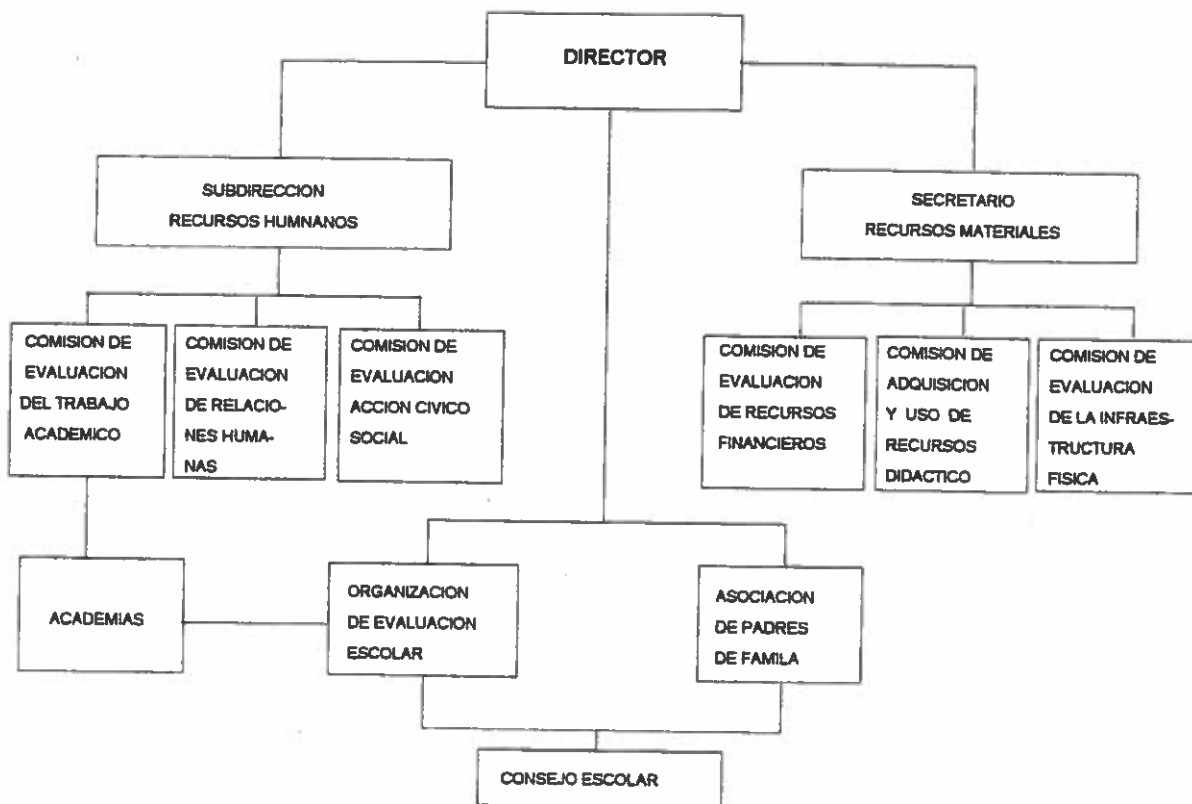 DIRECTOR
SUBDIRECCION
RECURSOS HUMNANOS
SECRETARIO
RECURSOS MATERIALES
COMISION DE
EVALUACION
DEL TRABAJO
ACADEMICO
COMISION DE
EVALUACION
DE RELACIO-
NES HUMA-
NAS
COMISION DE
EVALUACION
ACCION CIVICO
SOCIAL
COMISION DE
EVALUACION
DE RECURSOS
FINANCIEROS
COMISION DE
ADQUISICION
Y USO DE
RECURSOS
DIDACTICO
COMISION DE
EVALUACION
DE LA INFRAES-
TRUCTURA
FISICA
ACADEMIAS
ORGANIZACION
DE EVALUACION
ESCOLAR
ASOCIACION
DE PADRES
DE FAMILA
CONSEJO ESCOLAR